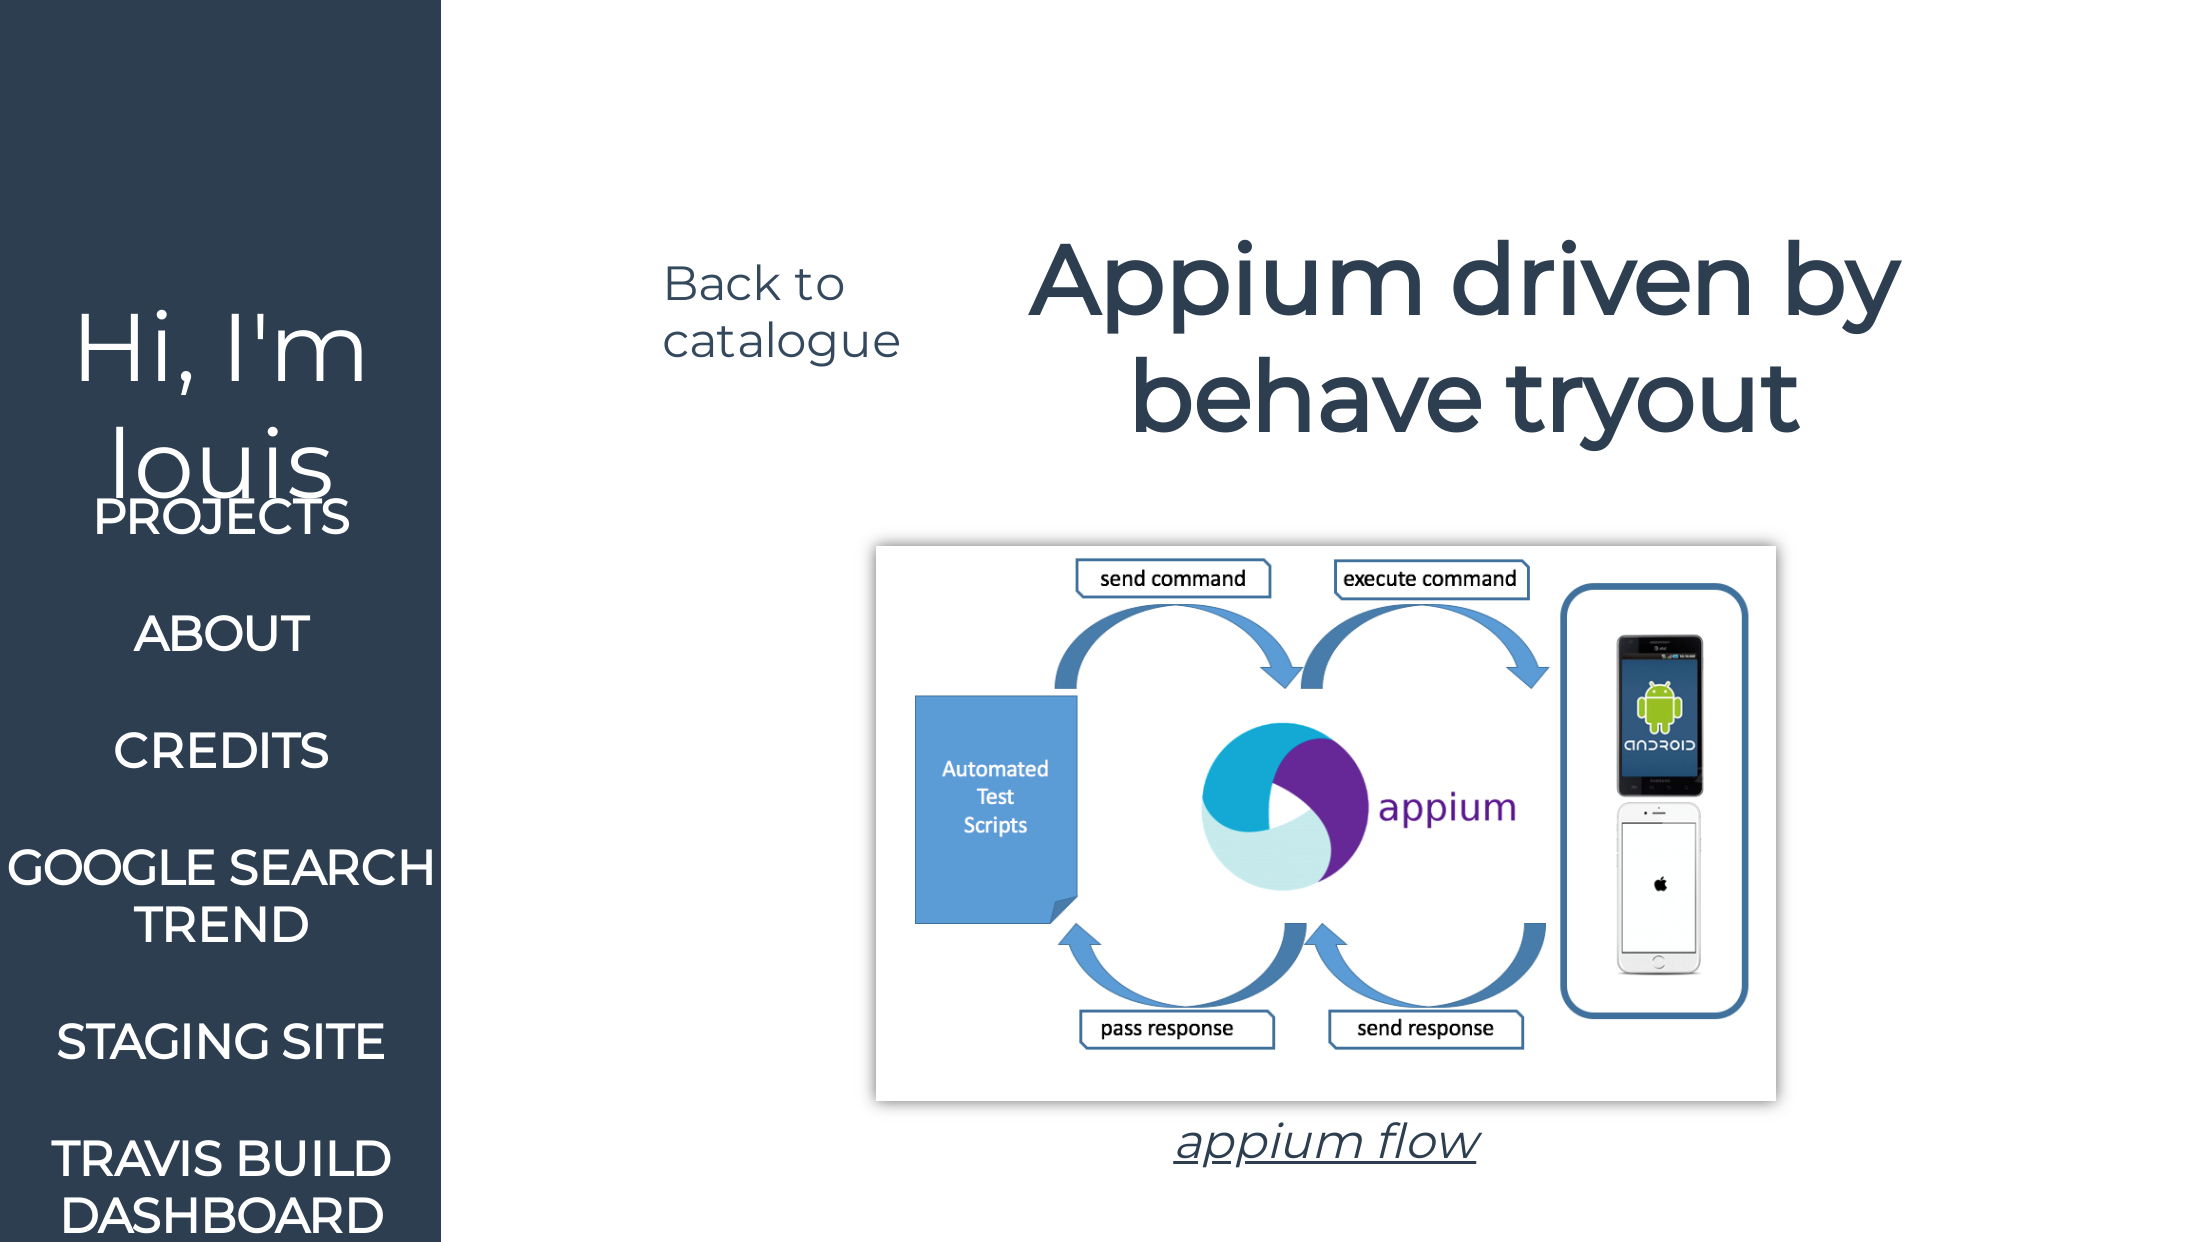 Hi, I'm
louis
PROJECTS
ABOUT
CREDITS
GOOGLE SEARCH
TREND
STAGING SITE
TRAVIS BUILD
DASHBOARD
Back to
catalogue
Appium driven by
behave tryout
send command
execute command
Automated
Test
Scripts
appium
ANDROID
pass response
send response
appium flow